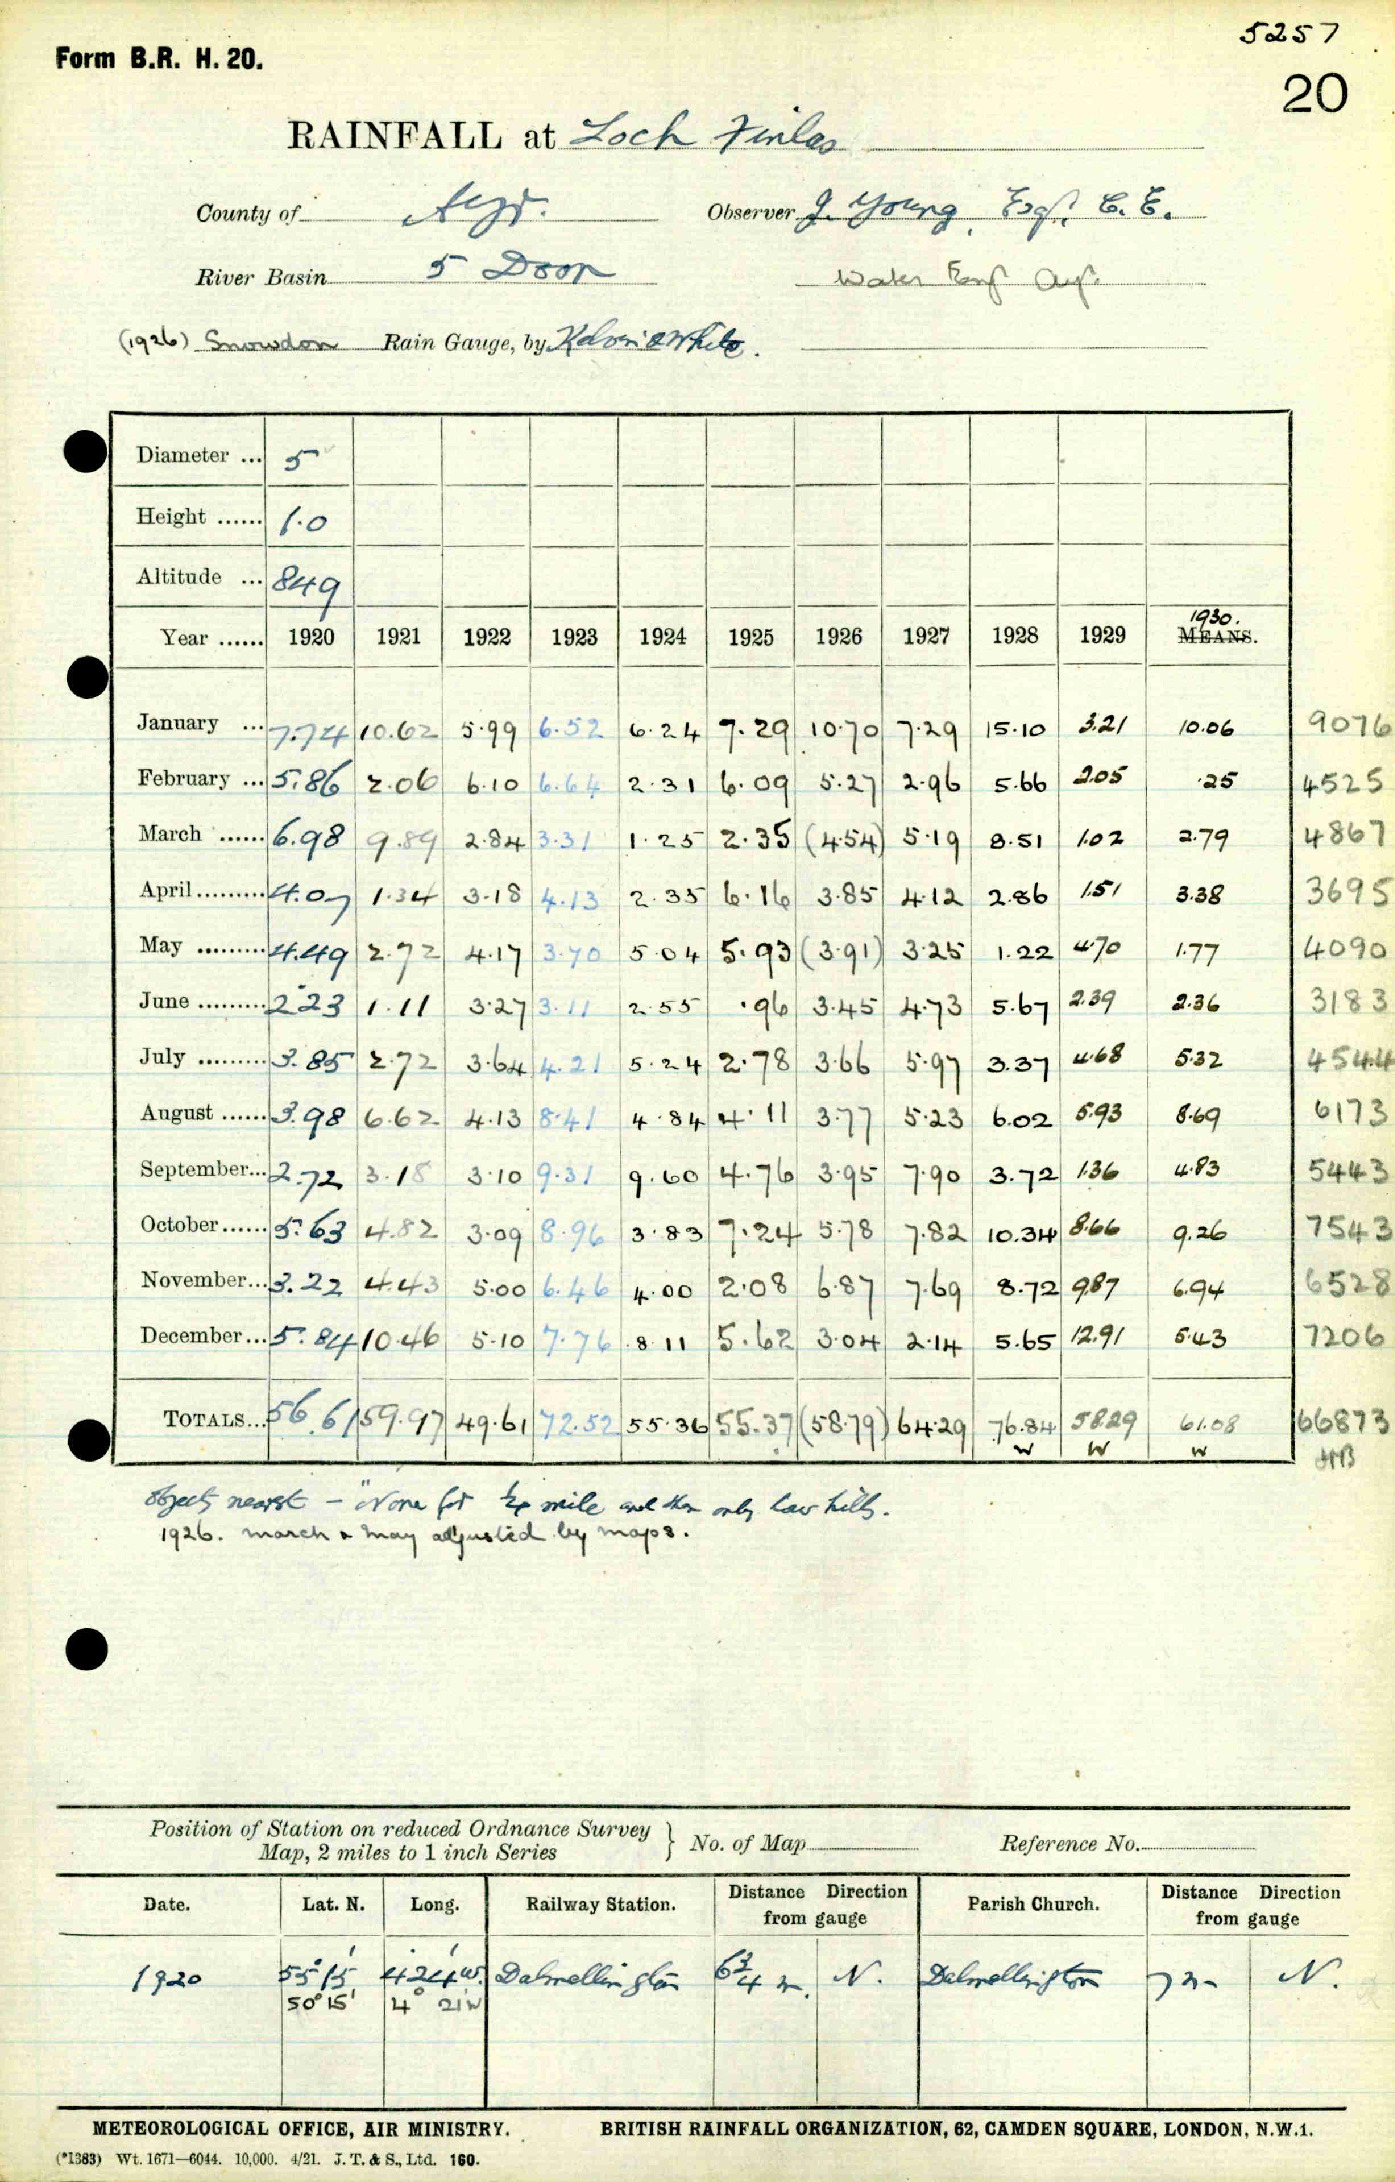 5257
Form B.R. H. 20.
20
RAINFALL at Loch Finlas
County of Ayr. Observer J. Young, Esq., C. E.
River Basin 5 Doon Water Engr Ayr.
(1926) Snowdon Rain Gauge, by Kelvin & White.
Diameter ... 5
Height ...... 1.0
Altitude ... 849
1930.
Year ...... 1920 1921 1922 1923 1924 1925 1926 1927 1928 1929 MEANS.
January ... 7.74 10.62 5.99 6.52 6.24 7.29 10.70 7.29 15.10 3.21 10.06 9076
February ... 5.86 2.06 6.10 6.64 2.31 6.09 5.27 2.96 5.66 2.05 .25 4525
March ...... 6.98 9.89 2.84 3.31 1.25 2.35 (4.54) 5.19 8.51 1.02 2.79 4867
April ......... 4.07 1.34 3.18 4.13 2.35 6.16 3.85 4.12 2.86 1.51 3.38 3695
May ......... 4.49 2.72 4.17 3.70 5.04 5.93 (3.91) 3.25 1.22 4.70 1.77 4090
June ......... 2.23 1.11 3.27 3.11 2.55 .96 3.45 4.73 5.67 2.39 2.36 3183
July ......... 3.85 2.72 3.64 4.21 5.24 2.78 3.66 5.97 3.37 4.68 5.32 4544
August ...... 3.98 6.62 4.13 8.41 4.84 4.11 3.77 5.23 6.02 5.93 8.69 6173
September... 2.72 3.18 3.10 9.31 9.60 4.76 3.95 7.90 3.72 1.36 4.83 5443
October...... 5.63 4.82 3.09 8.96 3.83 7.24 5.78 7.82 10.34 8.66 9.26 7543
November... 3.22 4.43 5.00 6.46 4.00 2.08 6.87 7.69 8.72 9.87 6.94 6528
December ... 5.84 10.46 5.10 7.76 8.11 5.62 3.04 2.14 5.65 12.91 5.43 7206
TOTALS... 56.61 59.97 49.61 72.52 55.36 55.37 (58.79) 64.29 76.84 58.29 61.08 66873
W W W
Objects nearest - "None for ¼ mile and then only low hills.
1926. March & May adjusted by maps.
Position of Station on reduced Ordnance Survey
Map, 2 miles to 1 inch Series } No. of Map Reference No.
Date. Lat. N. Long. Railway Station. Distance Direction from gauge Parish Church. Distance Direction from gauge
1920 55° 15' 4° 24' W. Dalmellington 6¾ m. N. Dalmellington 7 m N.
50° 15' 4° 21 W
METEOROLOGICAL OFFICE, AIR MINISTRY. BRITISH RAINFALL ORGANIZATION, 62, CAMDEN SQUARE, LONDON, N.W.1.
(*1383) Wt. 1671—6044. 10,000. 4/21. J. T. & S., Ltd. 160.